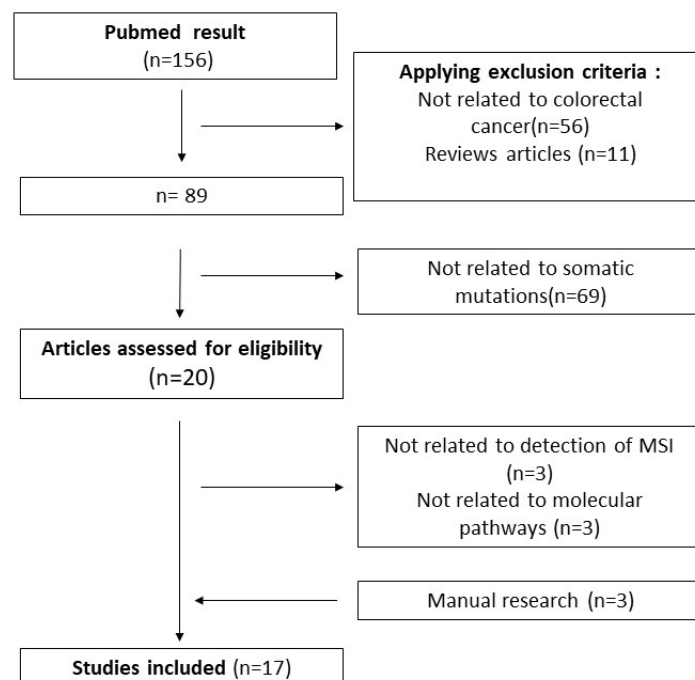 Pubmed result
(n=156)
Applying exclusion criteria :
Not related to colorectal
cancer(n=56)
Reviews articles (n=11)
n= 89
Not related to somatic
mutations(n=69)
Articles assessed for eligibility
(n=20)
Not related to detection of MSI
(n=3)
Not related to molecular
pathways (n=3)
Manual research (n=3)
Studies included (n=17)